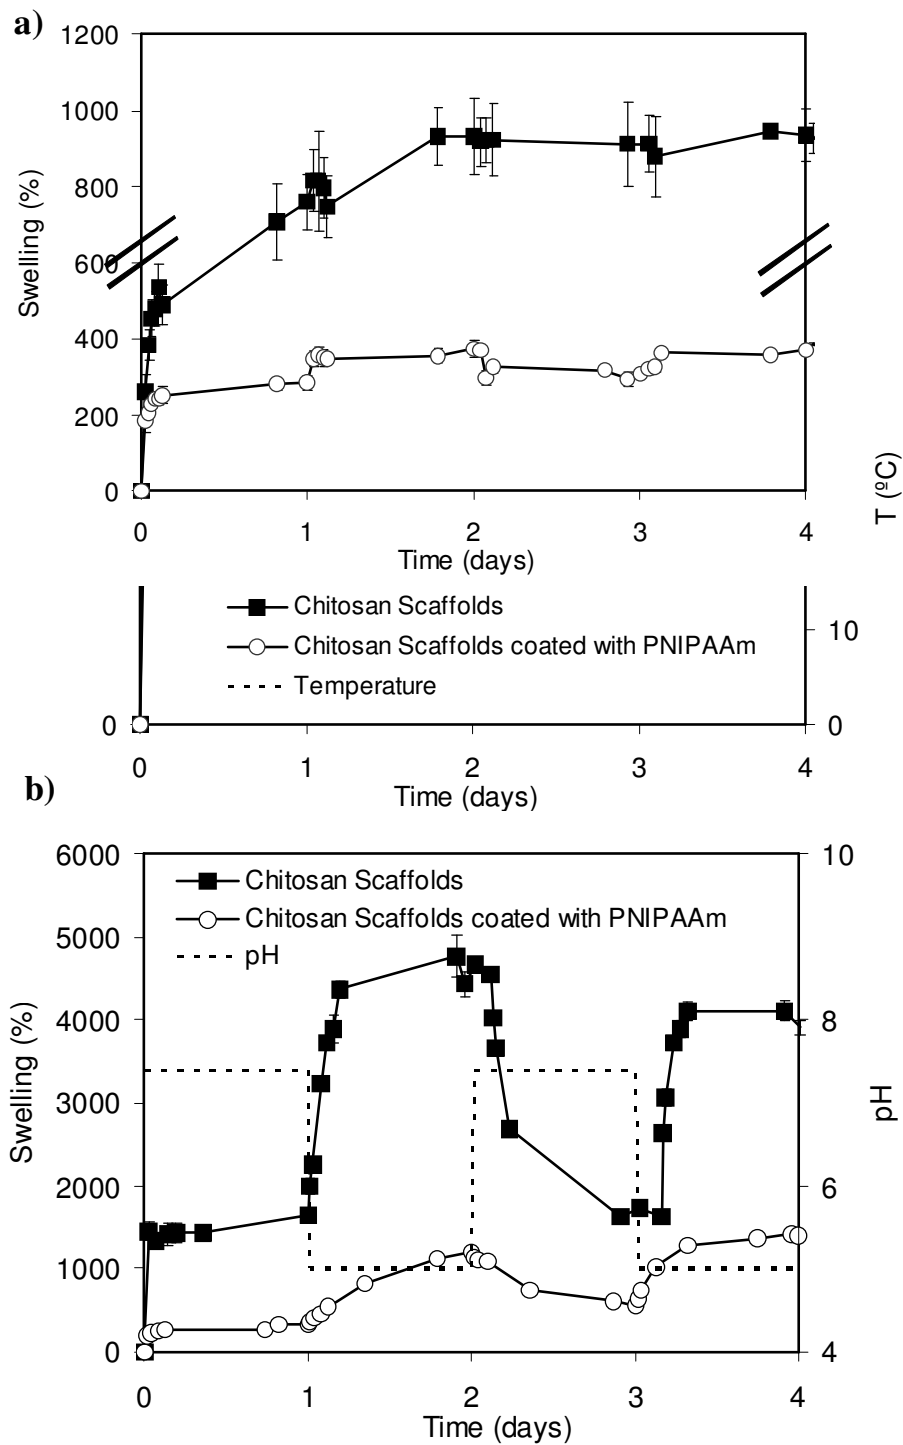 a)
1200
1000
800
600
400
200
0
Swelling (%)
0 1 2 3 4
Time (days)
T (ºC)
Chitosan Scaffolds
Chitosan Scaffolds coated with PNIPAAm
Temperature
10
0 0
0 1 2 3 4
Time (days)
b)
6000 10
Chitosan Scaffolds
Chitosan Scaffolds coated with PNIPAAm
pH
5000
4000 8
3000
2000 6
1000
0 4
Swelling (%)
pH
0 1 2 3 4
Time (days)